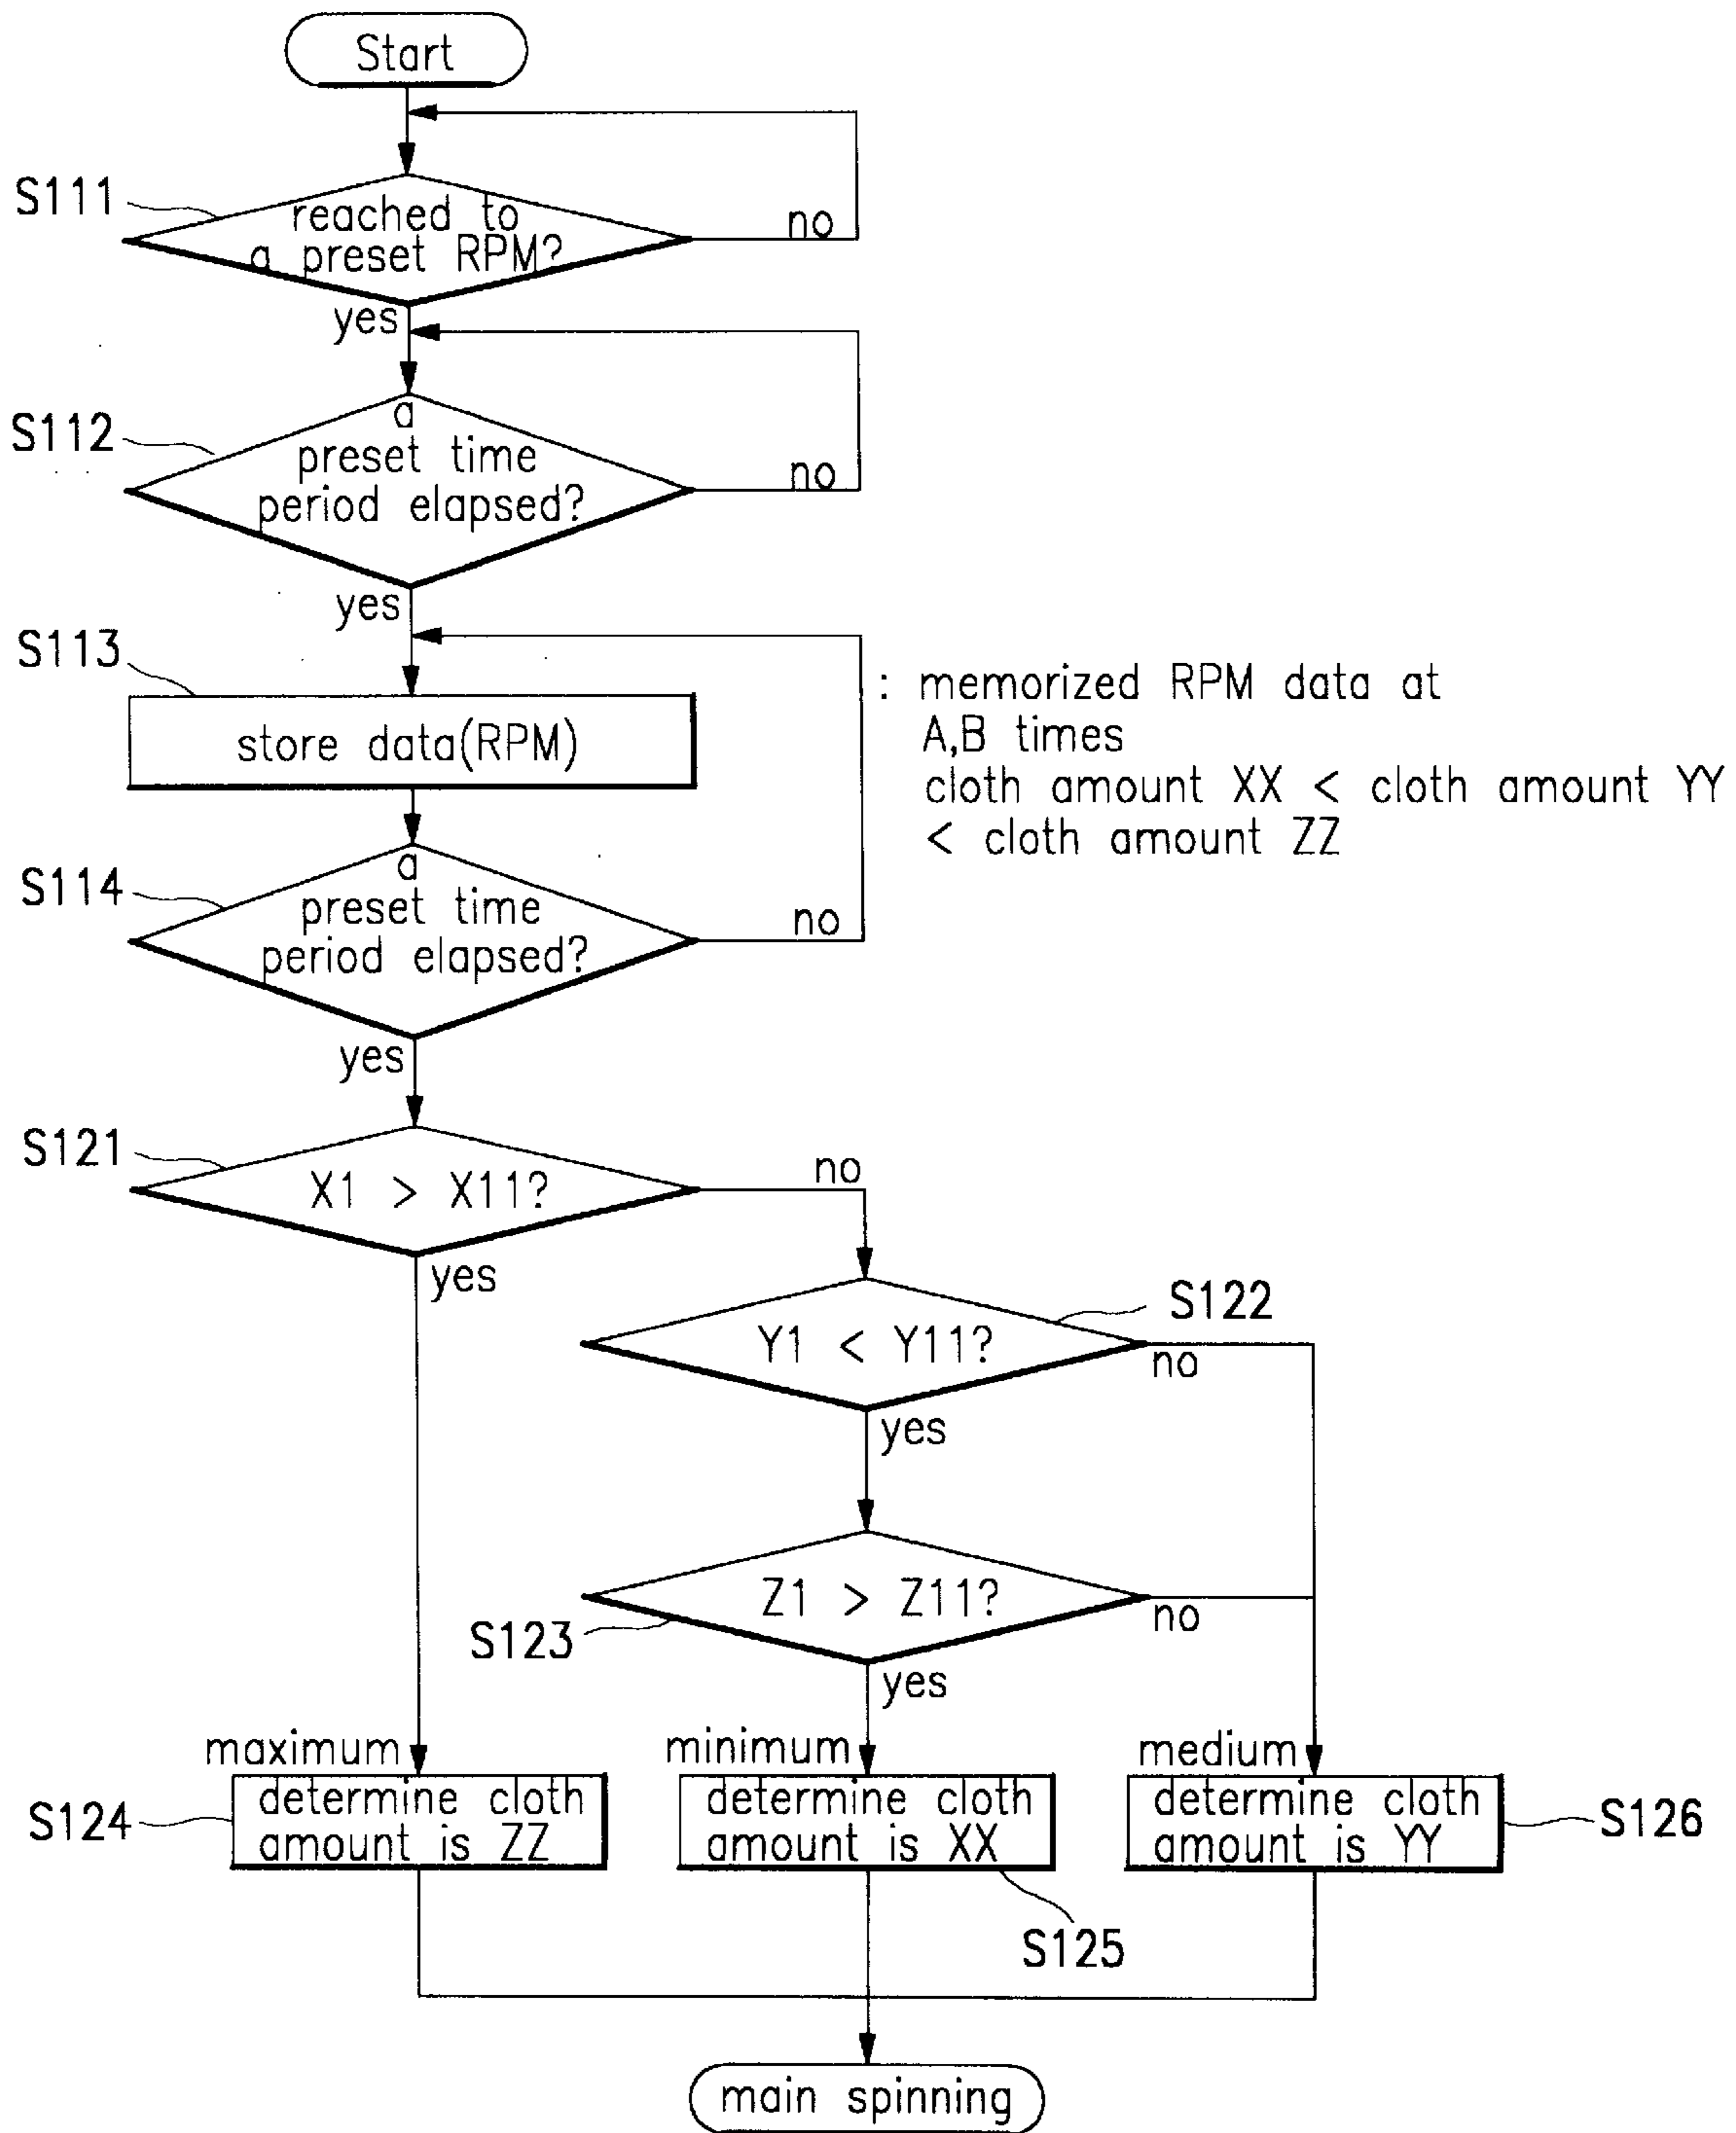 Start
S111
reached to
a preset RPM?
no
yes
S112
a
preset time
period elapsed?
no
yes
S113
store data(RPM)
: memorized RPM data at
A,B times
cloth amount XX < cloth amount YY
< cloth amount ZZ
S114
a
preset time
period elapsed?
no
yes
S121
X1 > X11?
no
yes
S122
Y1 < Y11?
no
yes
S123
Z1 > Z11?
no
yes
maximum
S124
determine cloth
amount is ZZ
minimum
determine cloth
amount is XX
S125
medium
determine cloth
amount is YY
S126
main spinning